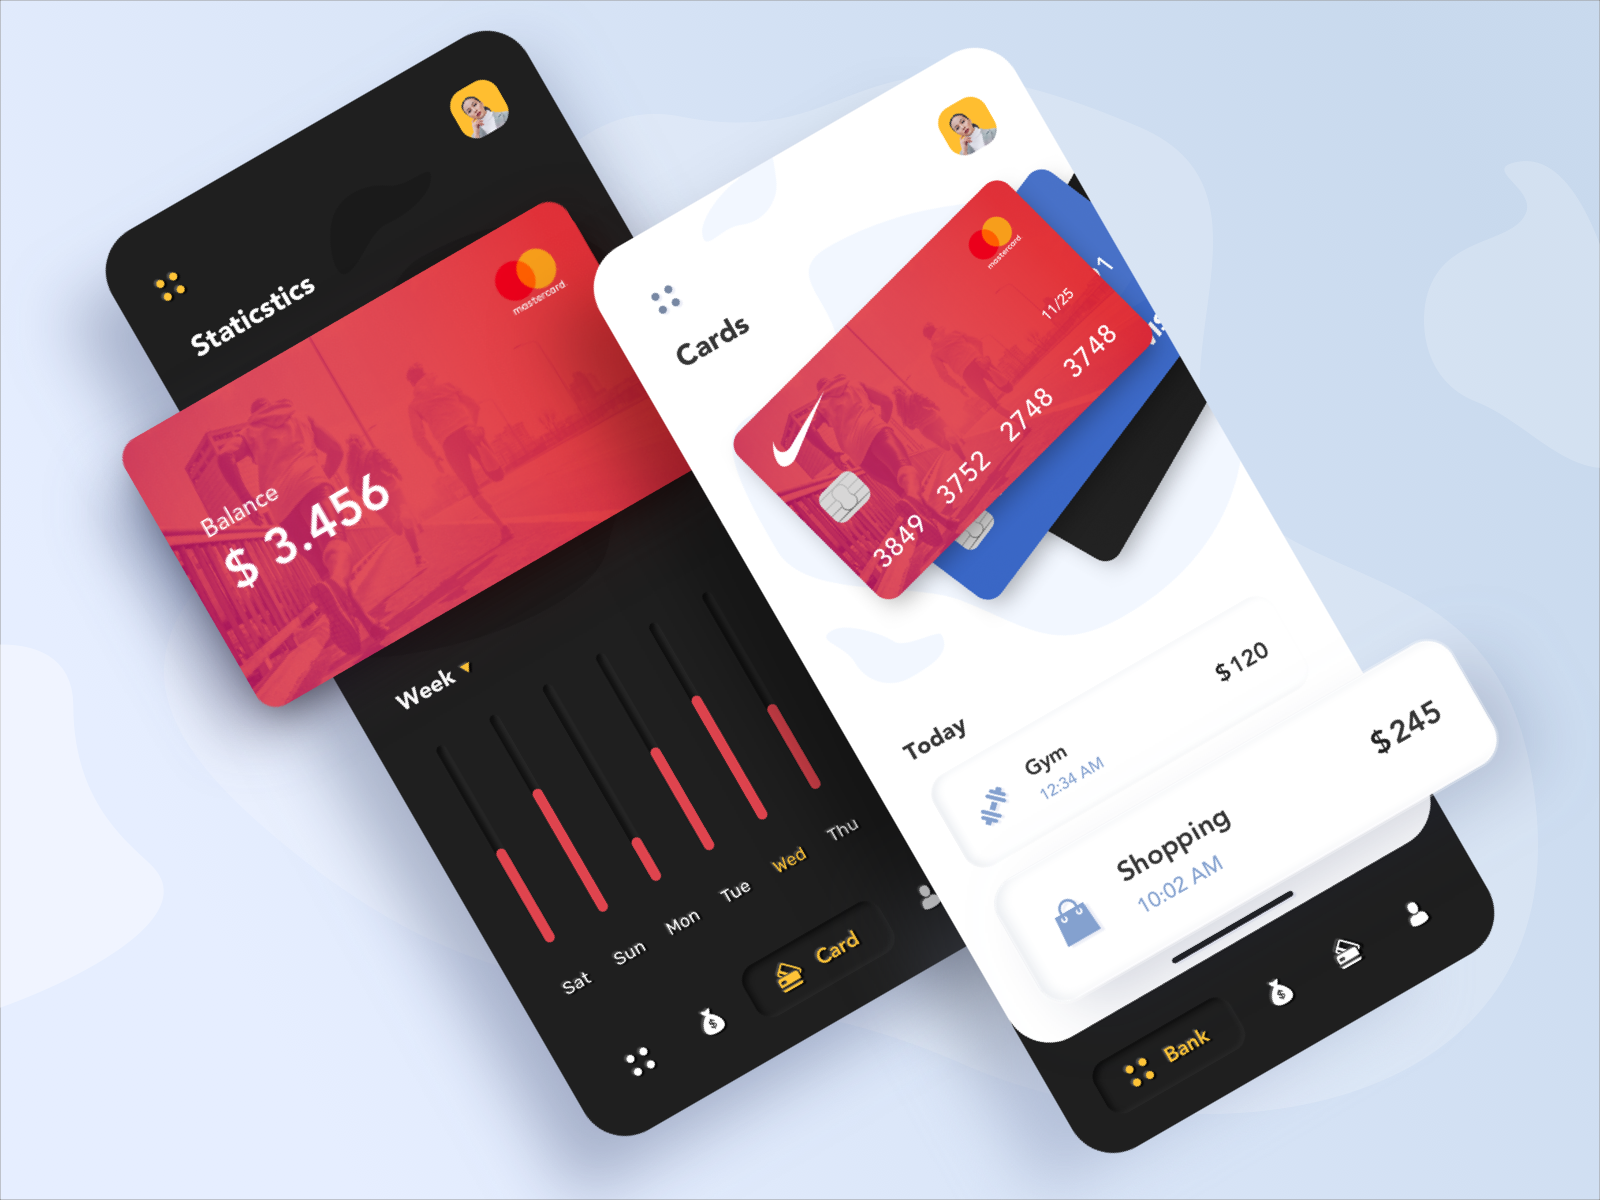 Staticstics
mastercard
Balance
$ 3.456
Week
Sat
Sun
Mon
Tue
Wed
Thu
Card
Cards
mastercard
11/25
3849 3752 2748 3748
Today
Gym
12:34 AM
$120
Shopping
10:02 AM
$245
Bank